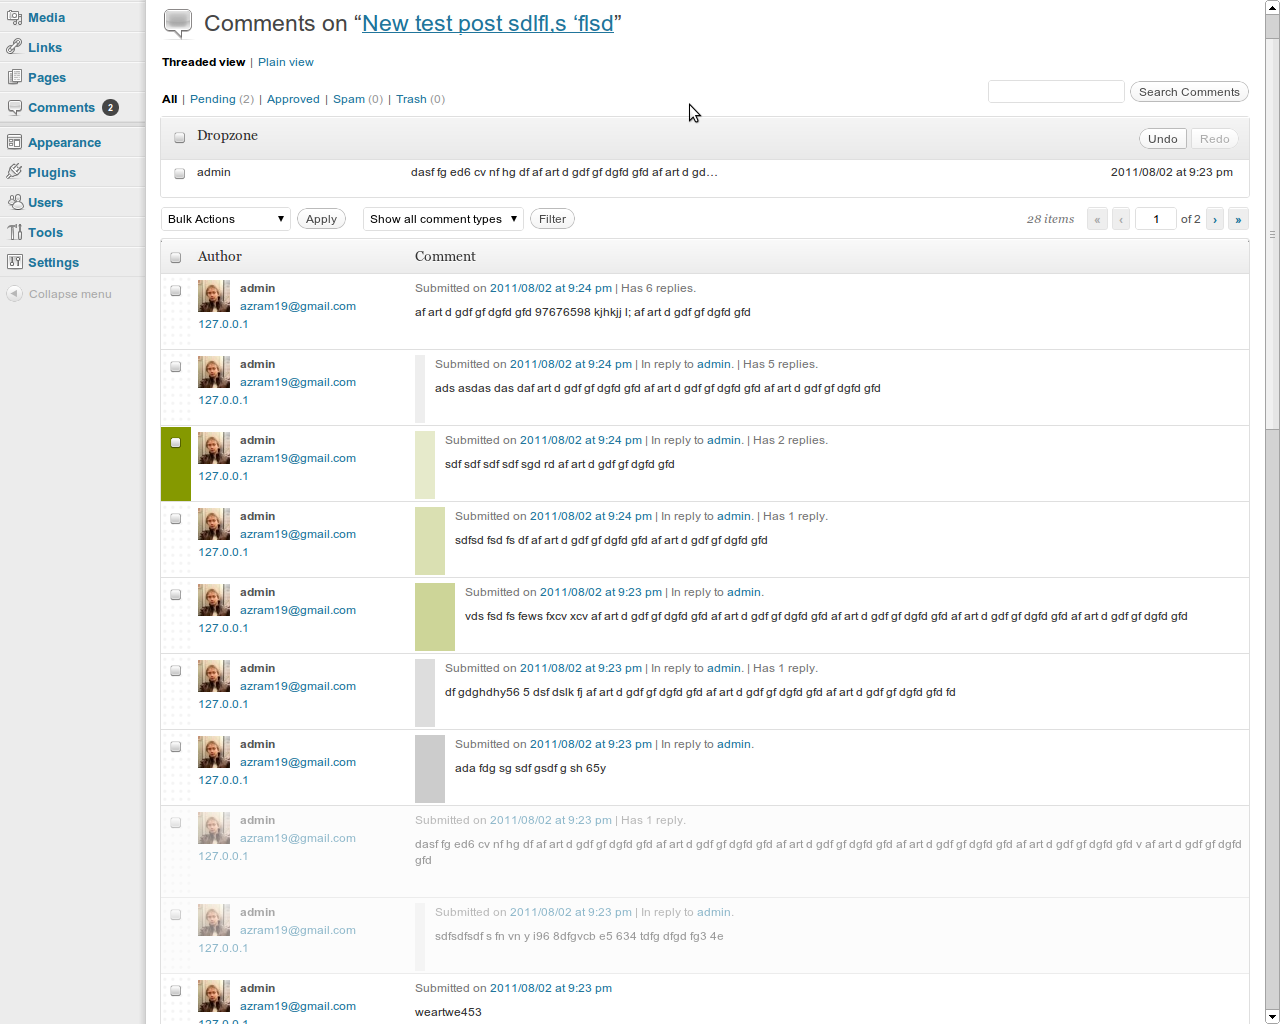 Media
Links
Pages
Comments 2
Appearance
Plugins
Users
Tools
Settings
Collapse menu
Comments on “New test post sdlfl,s ‘flsd”
Threaded view | Plain view
All | Pending (2) | Approved | Spam (0) | Trash (0)
Search Comments
Dropzone
Undo Redo
admin dasf fg ed6 cv nf hg df af art d gdf gf dgfd gfd af art d gd... 2011/08/02 at 9:23 pm
Bulk Actions Apply Show all comment types Filter 28 items « ‹ 1 of 2 › »
Author Comment
admin Submitted on 2011/08/02 at 9:24 pm | Has 6 replies.
azram19@gmail.com af art d gdf gf dgfd gfd 97676598 kjhkjj l; af art d gdf gf dgfd gfd
127.0.0.1
admin Submitted on 2011/08/02 at 9:24 pm | In reply to admin. | Has 5 replies.
azram19@gmail.com ads asdas das daf art d gdf gf dgfd gfd af art d gdf gf dgfd gfd af art d gdf gf dgfd gfd
127.0.0.1
admin Submitted on 2011/08/02 at 9:24 pm | In reply to admin. | Has 2 replies.
azram19@gmail.com sdf sdf sdf sdf sgd rd af art d gdf gf dgfd gfd
127.0.0.1
admin Submitted on 2011/08/02 at 9:24 pm | In reply to admin. | Has 1 reply.
azram19@gmail.com sdfsd fsd fs df af art d gdf gf dgfd gfd af art d gdf gf dgfd gfd
127.0.0.1
admin Submitted on 2011/08/02 at 9:23 pm | In reply to admin.
azram19@gmail.com vds fsd fs fews fxcv xcv af art d gdf gf dgfd gfd af art d gdf gf dgfd gfd af art d gdf gf dgfd gfd af art d gdf gf dgfd gfd af art d gdf gf dgfd gfd
127.0.0.1
admin Submitted on 2011/08/02 at 9:23 pm | In reply to admin. | Has 1 reply.
azram19@gmail.com df gdghdhy56 5 dsf dslk fj af art d gdf gf dgfd gfd af art d gdf gf dgfd gfd af art d gdf gf dgfd gfd fd
127.0.0.1
admin Submitted on 2011/08/02 at 9:23 pm | In reply to admin.
azram19@gmail.com ada fdg sg sdf gsdf g sh 65y
127.0.0.1
admin Submitted on 2011/08/02 at 9:23 pm | Has 1 reply.
azram19@gmail.com dasf fg ed6 cv nf hg df af art d gdf gf dgfd gfd af art d gdf gf dgfd gfd af art d gdf gf dgfd gfd af art d gdf gf dgfd gfd af art d gdf gf dgfd gfd v af art d gdf gf dgfd
127.0.0.1 gfd
admin Submitted on 2011/08/02 at 9:23 pm | In reply to admin.
azram19@gmail.com sdfsdfsdf s fn vn y i96 8dfgvcb e5 634 tdfg dfgd fg3 4e
127.0.0.1
admin Submitted on 2011/08/02 at 9:23 pm
azram19@gmail.com weartwe453
127.0.0.1